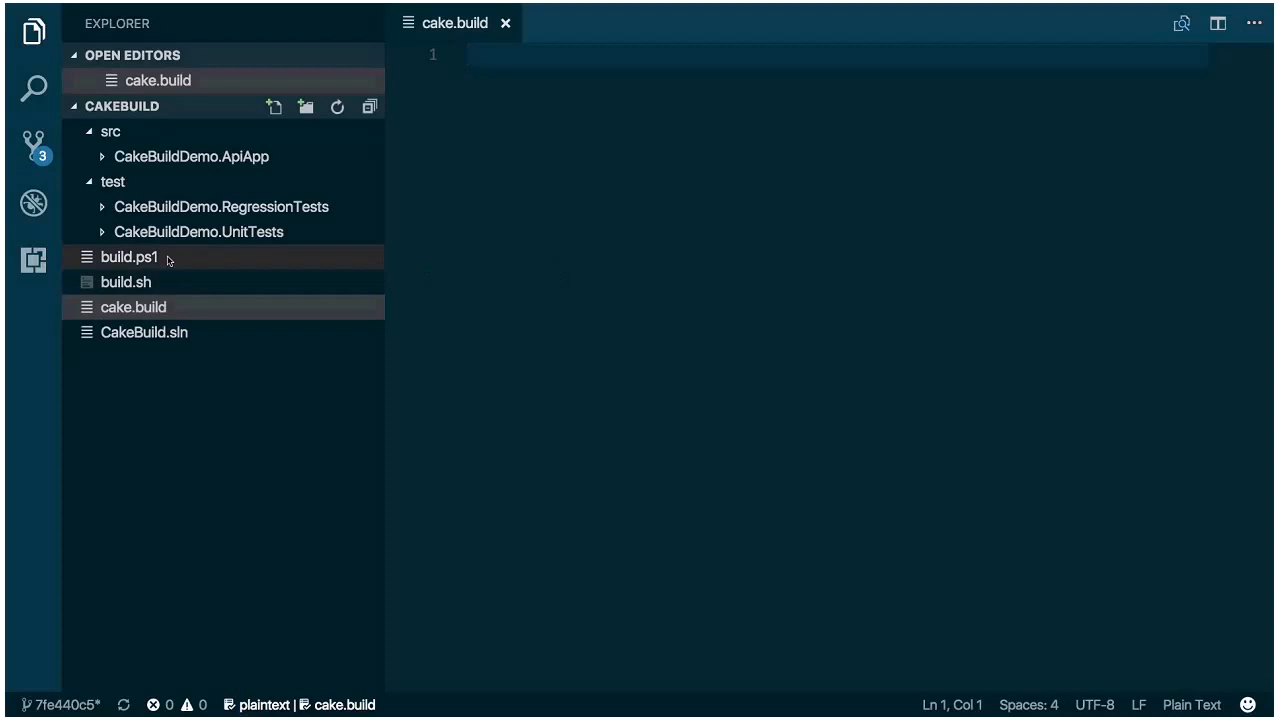 EXPLORER
cake.build
OPEN EDITORS
cake.build
CAKEBUILD
src
CakeBuildDemo.ApiApp
test
CakeBuildDemo.RegressionTests
CakeBuildDemo.UnitTests
build.ps1
build.sh
cake.build
CakeBuild.sln
1
3
7fe440c5* 0 0 plaintext | cake.build Ln 1, Col 1 Spaces: 4 UTF-8 LF Plain Text